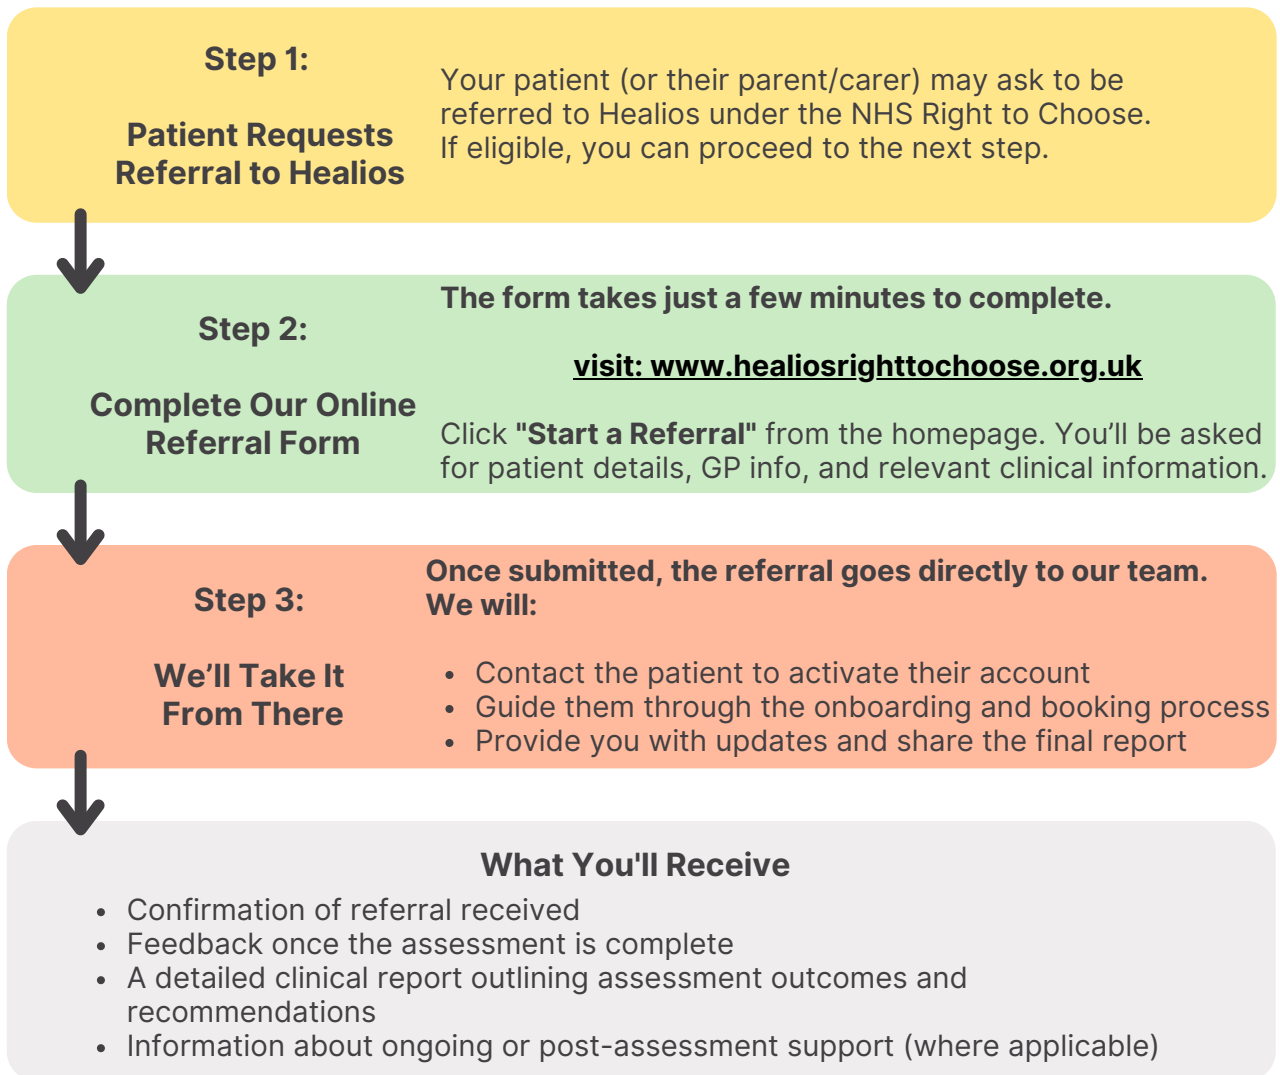 Step 1:
Patient Requests
Referral to Healios
Your patient (or their parent/carer) may ask to be
referred to Healios under the NHS Right to Choose.
If eligible, you can proceed to the next step.
Step 2:
Complete Our Online
Referral Form
The form takes just a few minutes to complete.
visit: www.healiosrighttochoose.org.uk
Click "Start a Referral" from the homepage. You’ll be asked
for patient details, GP info, and relevant clinical information.
Step 3:
We’ll Take It
From There
Once submitted, the referral goes directly to our team.
We will:
• Contact the patient to activate their account
• Guide them through the onboarding and booking process
• Provide you with updates and share the final report
What You'll Receive
• Confirmation of referral received
• Feedback once the assessment is complete
• A detailed clinical report outlining assessment outcomes and
recommendations
• Information about ongoing or post-assessment support (where applicable)